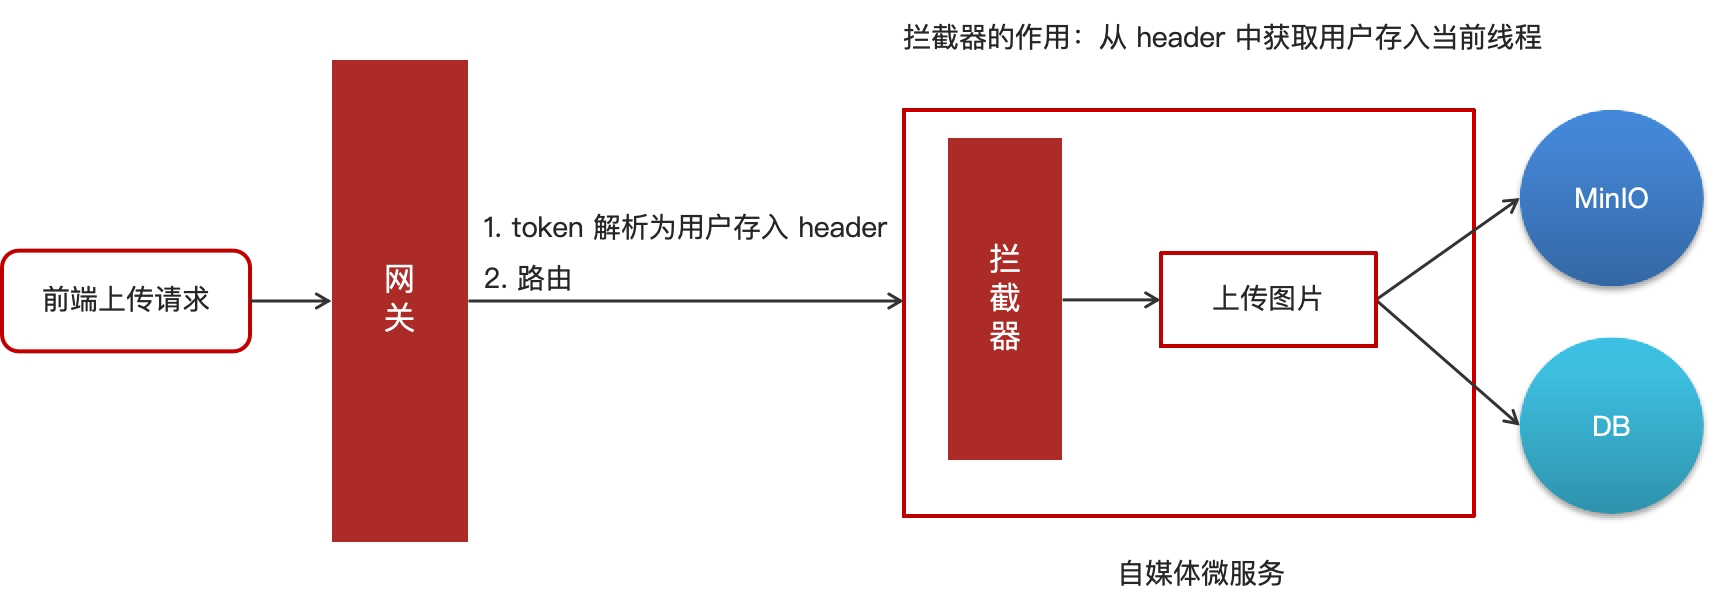 拦截器的作用：从 header 中获取用户存入当前线程
前端上传请求
网关
1. token 解析为用户存入 header
2. 路由
拦截器
上传图片
MinIO
DB
自媒体微服务